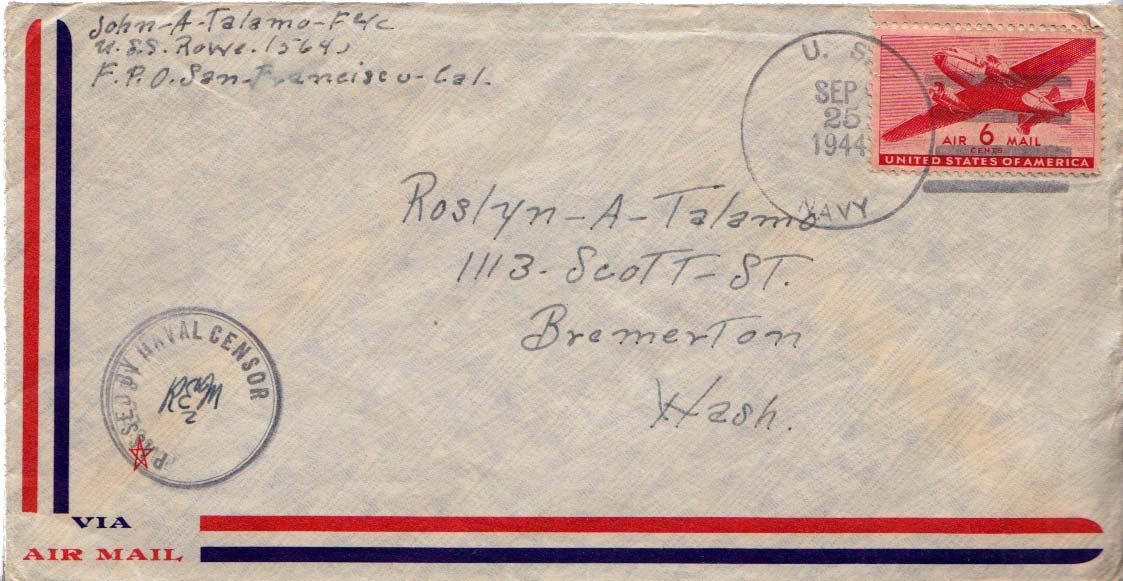 John-A-Talamo-F2/c
U.S.S. Rowe. (564)
F.P.O. San-Francisco-Cal.
U. S.
SEP
25
1944
NAVY
AIR 6 MAIL
CENTS
UNITED STATES OF AMERICA
Roslyn-A-Talamo
1113-Scott-St.
Bremerton
Wash.
PASSED BY NAVAL CENSOR
VIA
AIR MAIL